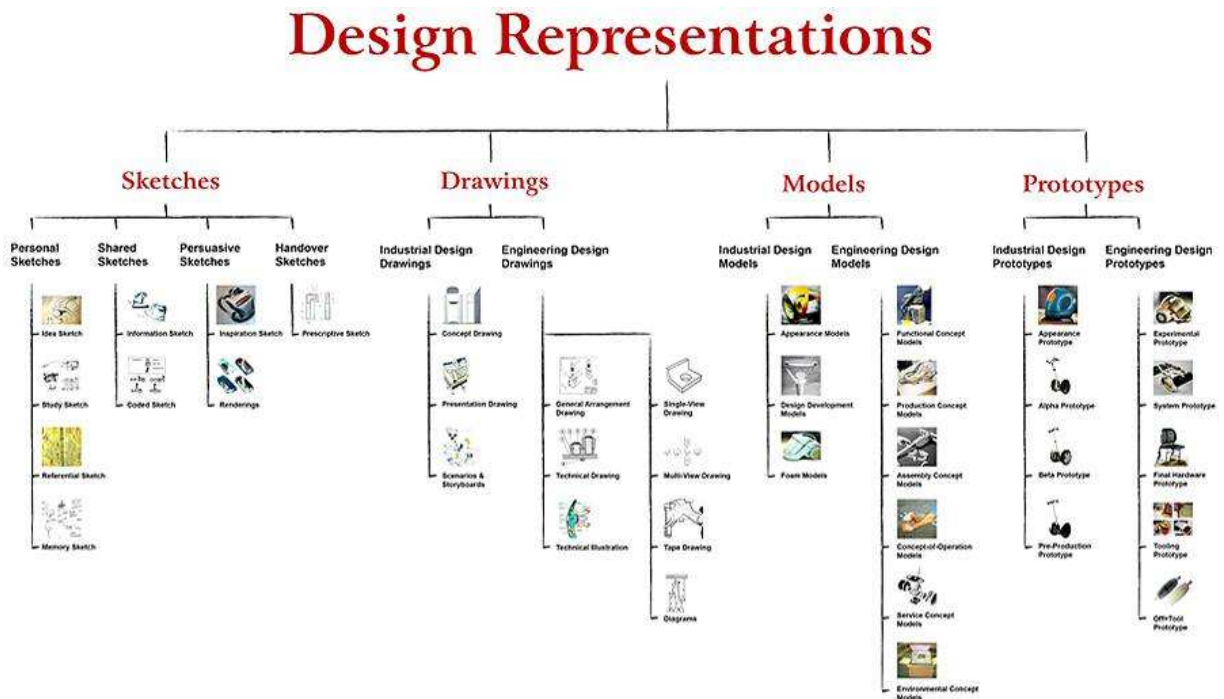 Design Representations
Sketches
Personal
Sketches
Idea Sketch
Study Sketch
Referential Sketch
Memory Sketch
Shared
Sketches
Information Sketch
Coded Sketch
Persuasive
Sketches
Inspiration Sketch
Renderings
Handover
Sketches
Prescriptive Sketch
Drawings
Industrial Design
Drawings
Concept Drawing
Presentation Drawing
Scenarios &
Storyboards
Engineering Design
Drawings
General Arrangement
Drawing
Technical Drawing
Technical Illustration
Single-View
Drawing
Multi-View Drawing
Tape Drawing
Diagrams
Models
Industrial Design
Models
Appearance Models
Design Development
Models
Foam Models
Engineering Design
Models
Functional Concept
Models
Production Concept
Models
Assembly Concept
Models
Concept-of-Operation
Models
Service Concept
Models
Environmental Concept
Models
Prototypes
Industrial Design
Prototypes
Appearance
Prototype
Alpha Prototype
Beta Prototype
Pre-Production
Prototype
Engineering Design
Prototypes
Experimental
Prototype
System Prototype
Final Hardware
Prototype
Tooling
Prototype
Off-Tool
Prototype